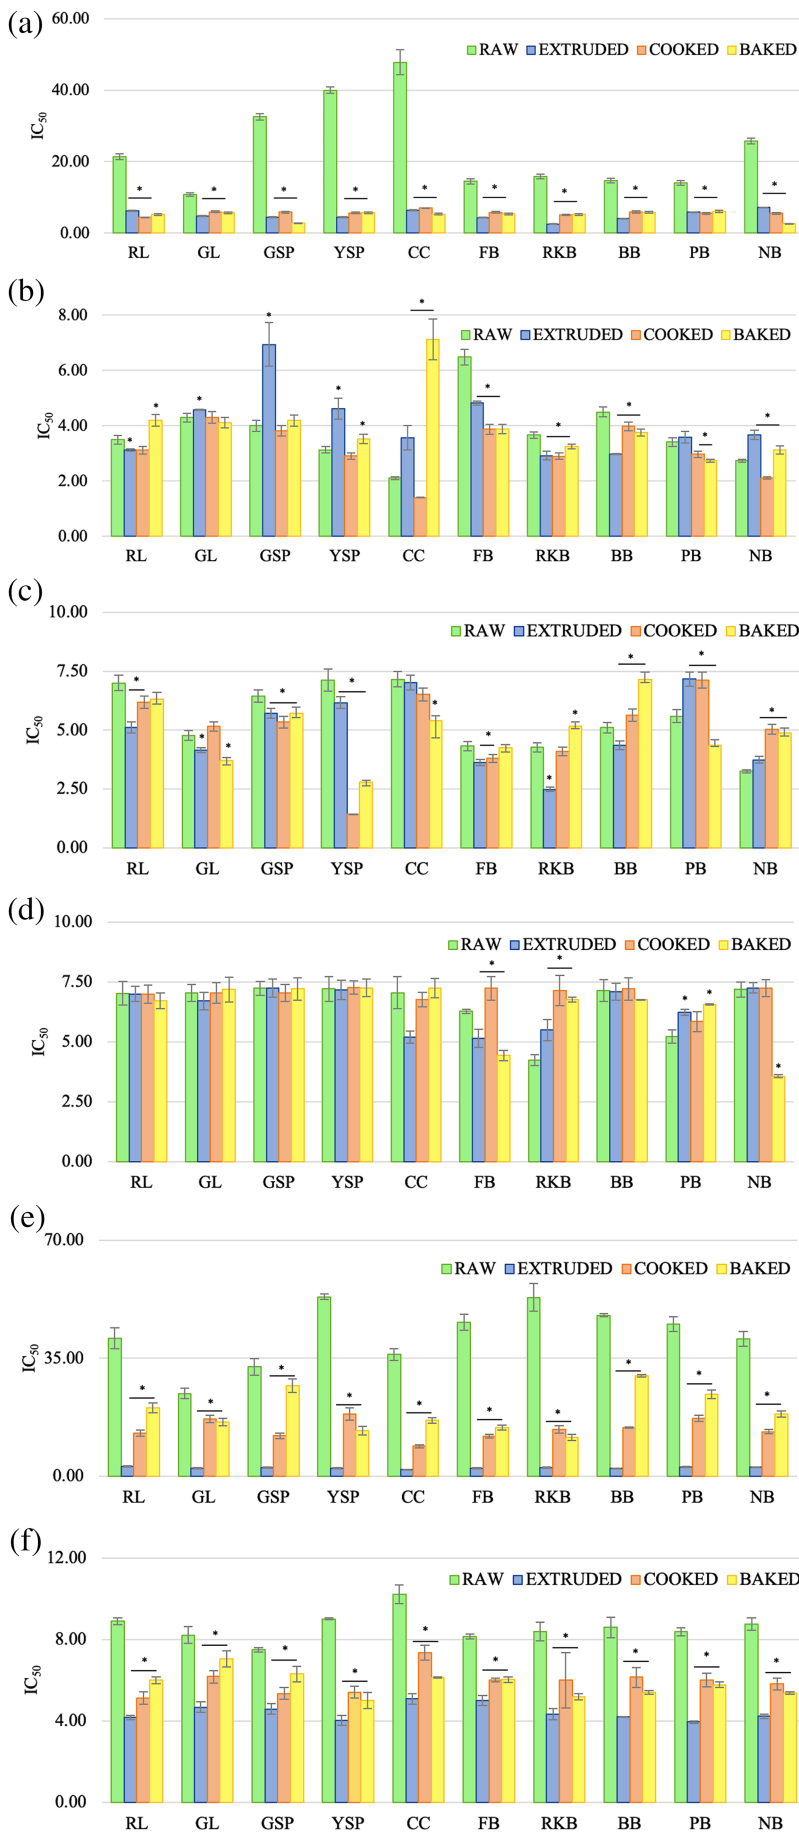 (a)
60.00
RAW EXTRUDED COOKED BAKED
40.00
IC50
20.00
* * * * * * * * * *
0.00
RL GL GSP YSP CC FB RKB BB PB NB
(b)
8.00
RAW EXTRUDED COOKED BAKED
6.00
IC50
4.00
2.00
0.00
* * * * * * * * * * * *
RL GL GSP YSP CC FB RKB BB PB NB
(c)
10.00
RAW EXTRUDED COOKED BAKED
7.50
IC50
5.00
2.50
0.00
* * * * * * * * * * * *
RL GL GSP YSP CC FB RKB BB PB NB
(d)
10.00
RAW EXTRUDED COOKED BAKED
7.50
IC50
5.00
2.50
0.00
* * * * *
RL GL GSP YSP CC FB RKB BB PB NB
(e)
70.00
RAW EXTRUDED COOKED BAKED
IC50
35.00
* * * * * * * * * *
0.00
RL GL GSP YSP CC FB RKB BB PB NB
(f)
12.00
RAW EXTRUDED COOKED BAKED
8.00
IC50
* * * * * * * * * *
4.00
0.00
RL GL GSP YSP CC FB RKB BB PB NB